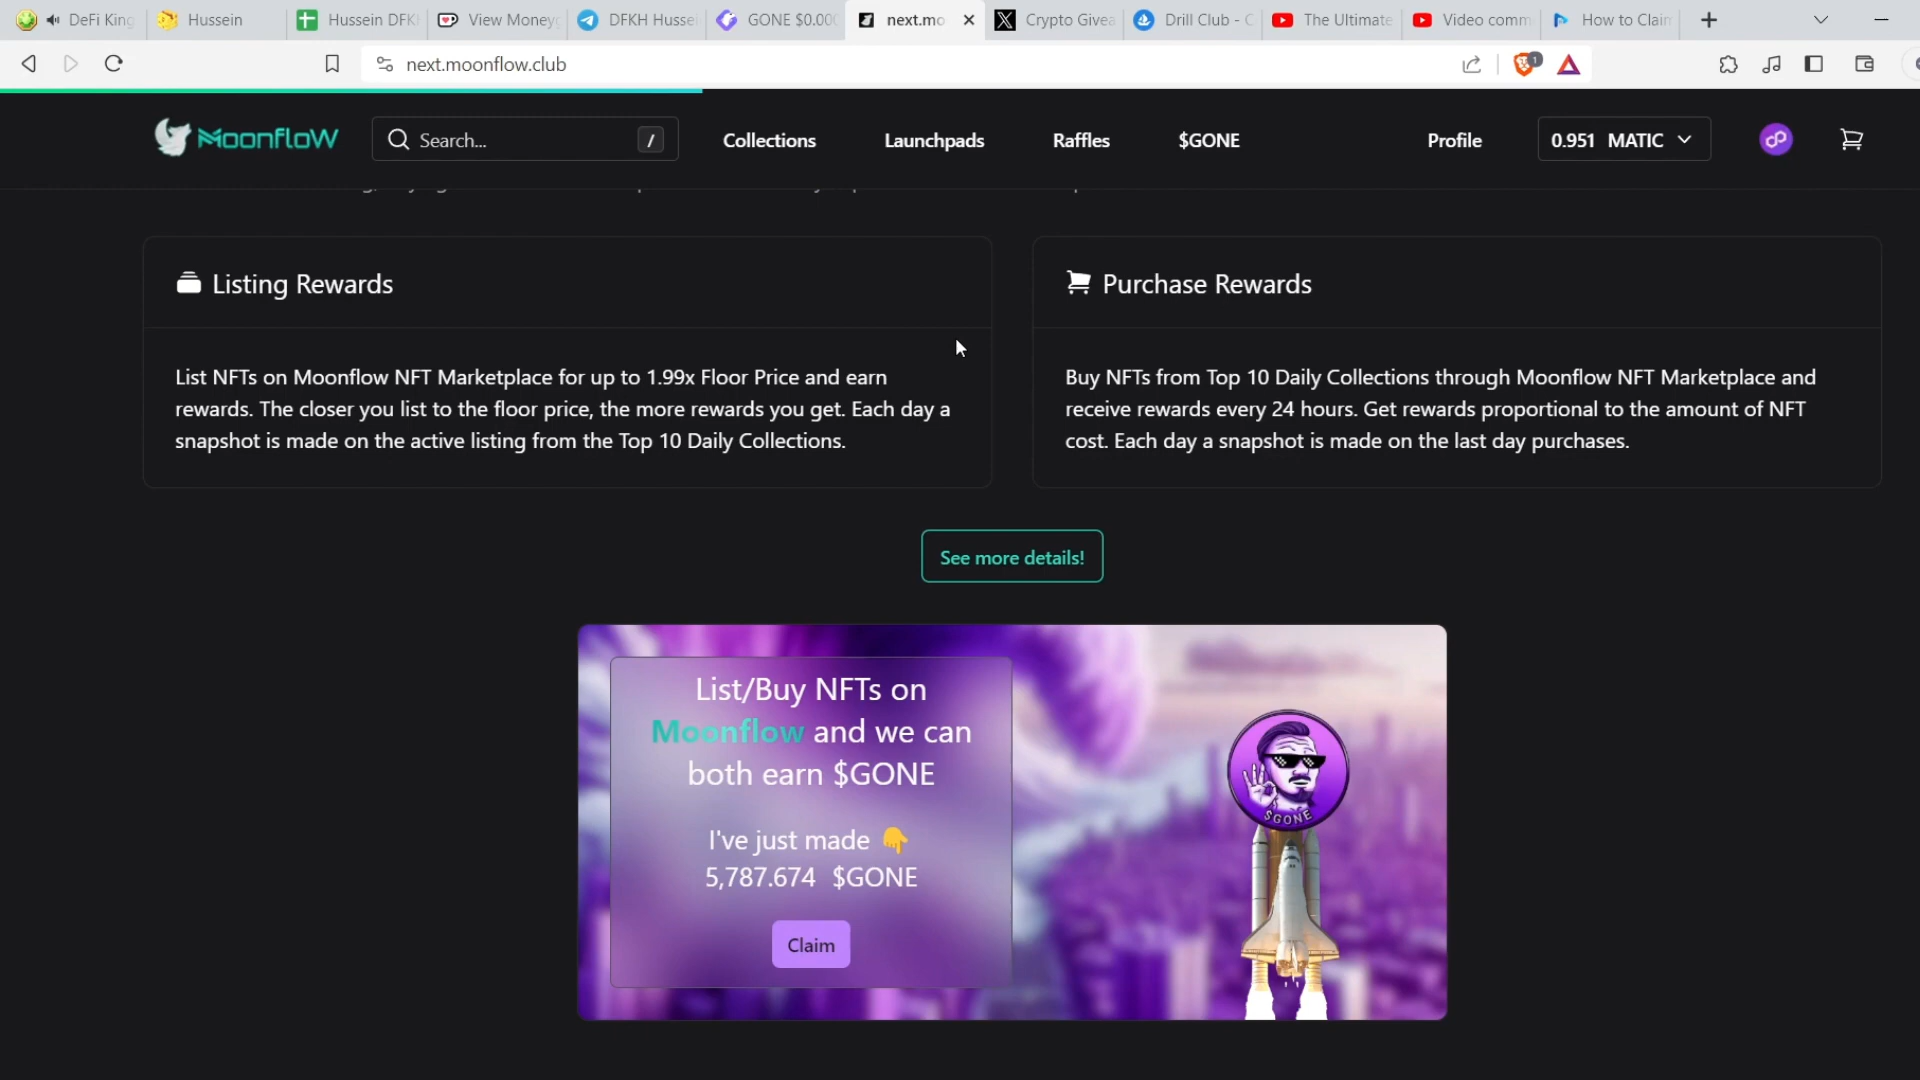 DeFi King
Hussein
Hussein DFK
View Money
DFKH Husse
GONE $0.000
next.mo
Crypto Givea
Drill Club - C
The Ultimate
Video comm
How to Clain
next.moonflow.club
1
MoonfloW
Search...
/
Collections
Launchpads
Raffles
$GONE
Profile
0.951 MATIC
Listing Rewards
List NFTs on Moonflow NFT Marketplace for up to 1.99x Floor Price and earn
rewards. The closer you list to the floor price, the more rewards you get. Each day a
snapshot is made on the active listing from the Top 10 Daily Collections.
Purchase Rewards
Buy NFTs from Top 10 Daily Collections through Moonflow NFT Marketplace and
receive rewards every 24 hours. Get rewards proportional to the amount of NFT
cost. Each day a snapshot is made on the last day purchases.
See more details!
List/Buy NFTs on
Moonflow and we can
both earn $GONE
I've just made 👇
5,787.674 $GONE
Claim
$GONE